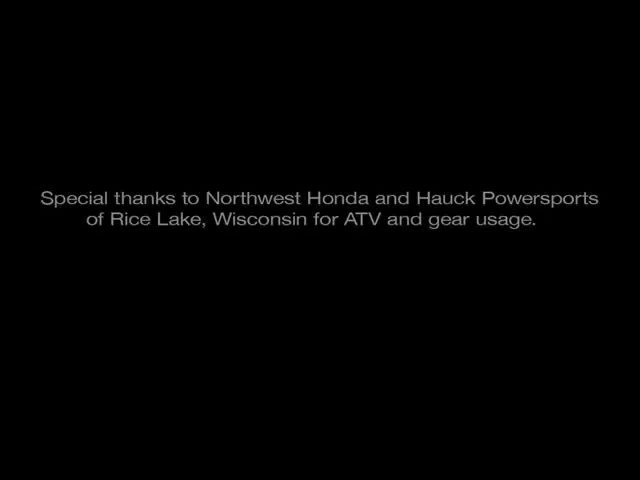 Special thanks to Northwest Honda and Hauck Powersports
of Rice Lake, Wisconsin for ATV and gear usage.